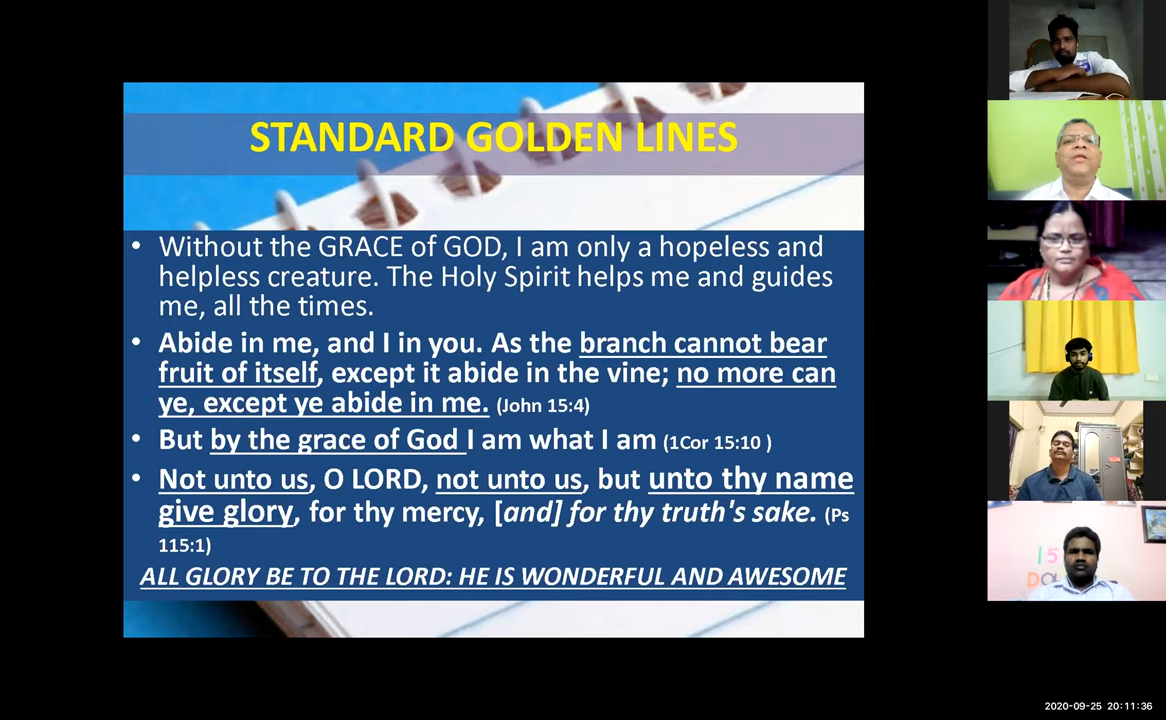 STANDARD GOLDEN LINES
• Without the GRACE of GOD, I am only a hopeless and
helpless creature. The Holy Spirit helps me and guides
me, all the times.
• Abide in me, and I in you. As the branch cannot bear
fruit of itself, except it abide in the vine; no more can
ye, except ye abide in me. (John 15:4)
• But by the grace of God I am what I am (1Cor 15:10 )
• Not unto us, O LORD, not unto us, but unto thy name
give glory, for thy mercy, [and] for thy truth's sake. (Ps
115:1)
ALL GLORY BE TO THE LORD: HE IS WONDERFUL AND AWESOME
15
2020-09-25 20:11:36